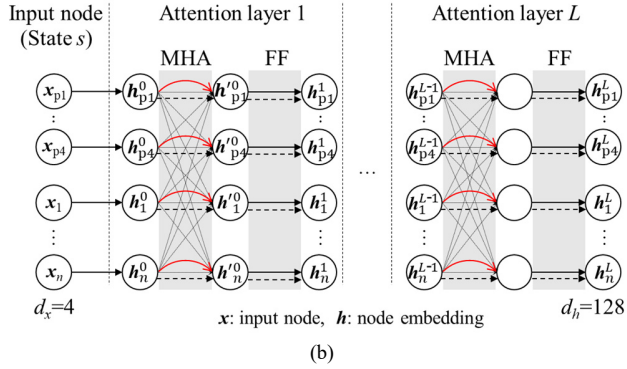 Input node Attention layer 1 Attention layer L
(State s)
MHA FF MHA FF
x_p1 h^0_p1 h'^0_p1 h^1_p1 h^{L-1}_p1 h^L_p1
⋮ ⋮ ⋮ ⋮ ⋮ ⋮
x_p4 h^0_p4 h'^0_p4 h^1_p4 h^{L-1}_p4 h^L_p4
...
x_1 h^0_1 h'^0_1 h^1_1 h^{L-1}_1 h^L_1
⋮ ⋮ ⋮ ⋮ ⋮ ⋮
x_n h^0_n h'^0_n h^1_n h^{L-1}_n h^L_n
d_x=4 d_h=128
x: input node, h: node embedding
(b)